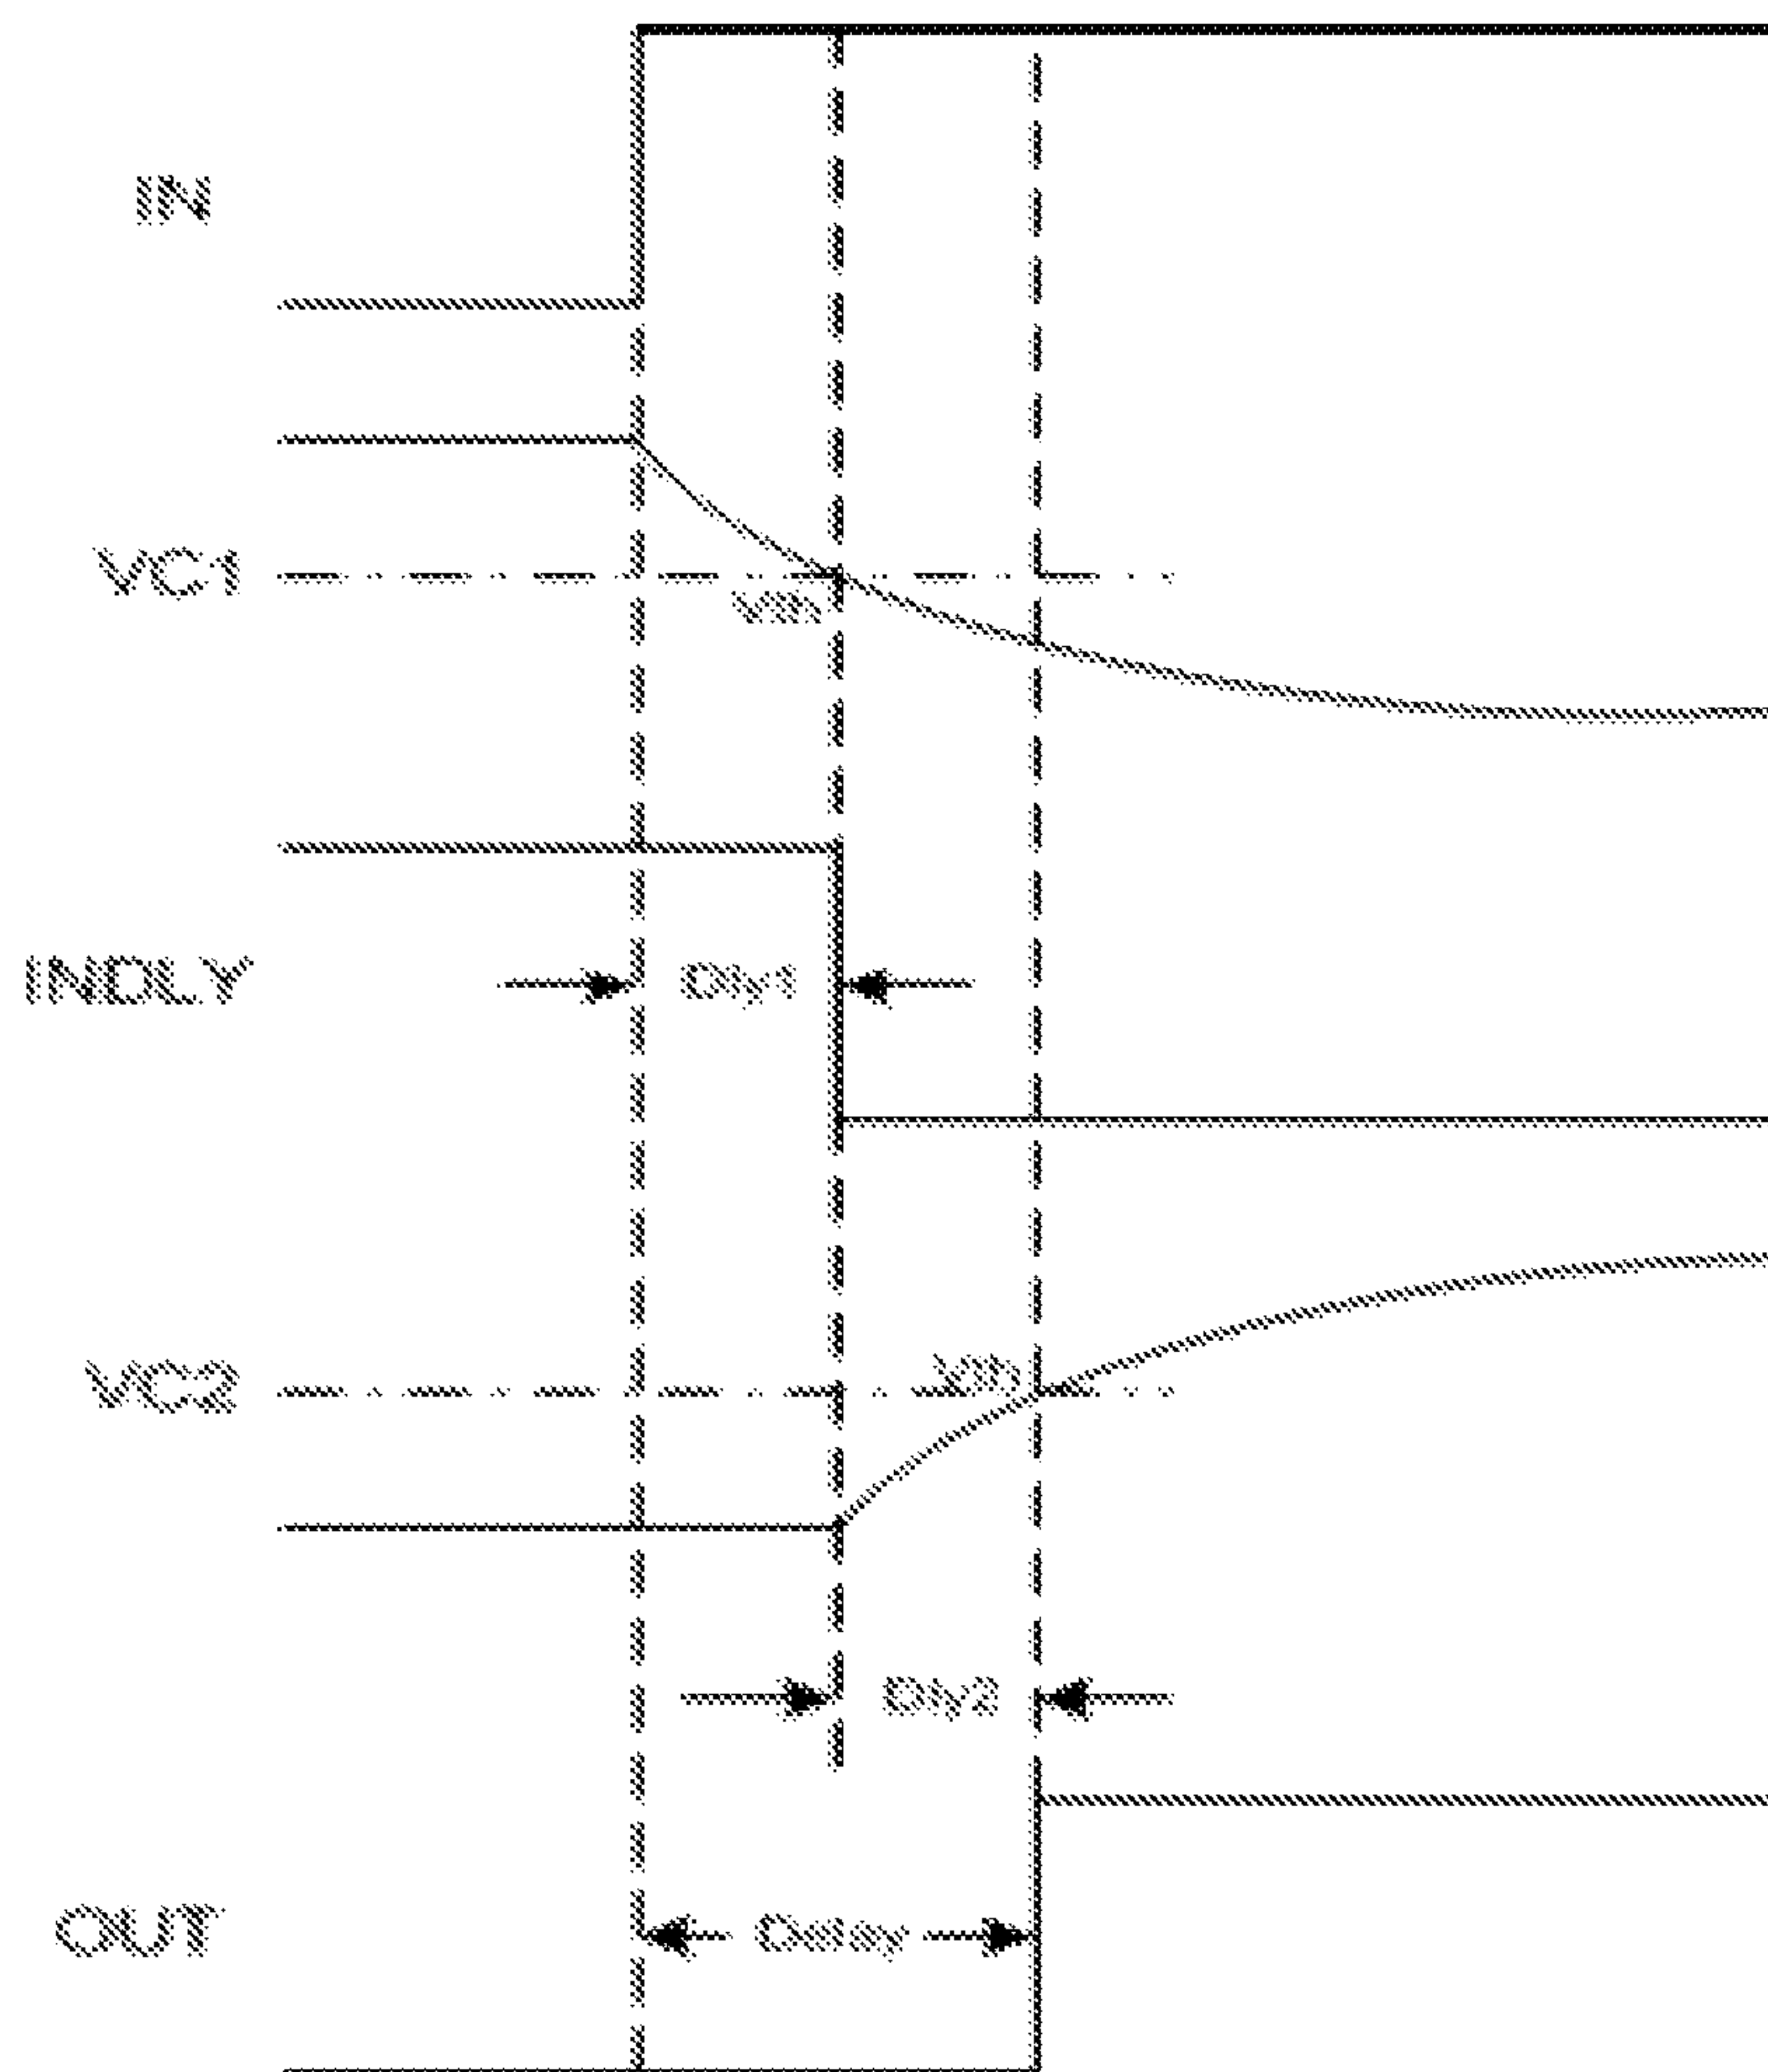 IN
VC1
Vth
INDLY
Dly1
VC2
Vth
Dly2
OUT
Delay